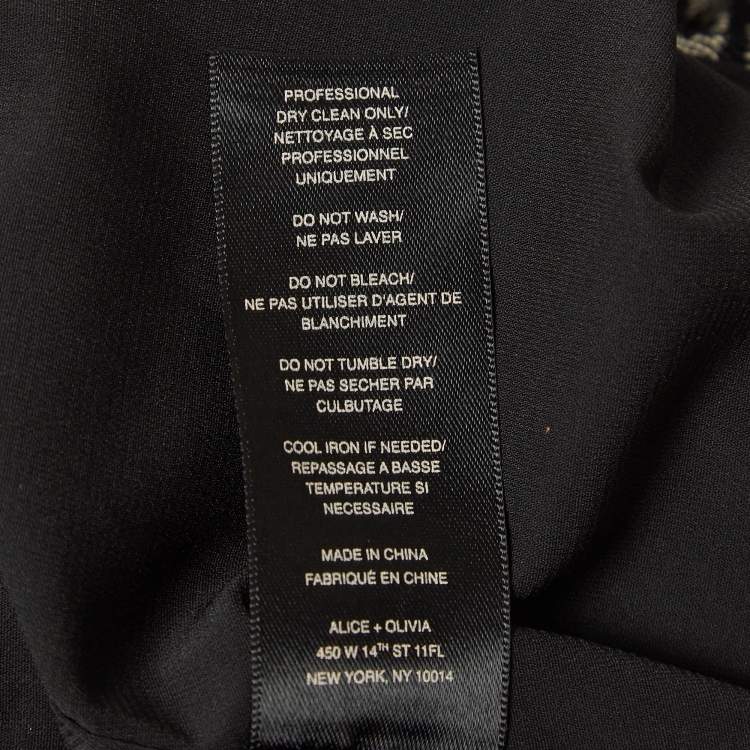 PROFESSIONAL
DRY CLEAN ONLY/
NETTOYAGE À SEC
PROFESSIONNEL
UNIQUEMENT
DO NOT WASH/
NE PAS LAVER
DO NOT BLEACH/
NE PAS UTILISER D'AGENT DE
BLANCHIMENT
DO NOT TUMBLE DRY/
NE PAS SECHER PAR
CULBUTAGE
COOL IRON IF NEEDED/
REPASSAGE A BASSE
TEMPERATURE SI
NECESSAIRE
MADE IN CHINA
FABRIQUÉ EN CHINE
ALICE + OLIVIA
450 W 14TH ST 11FL
NEW YORK, NY 10014